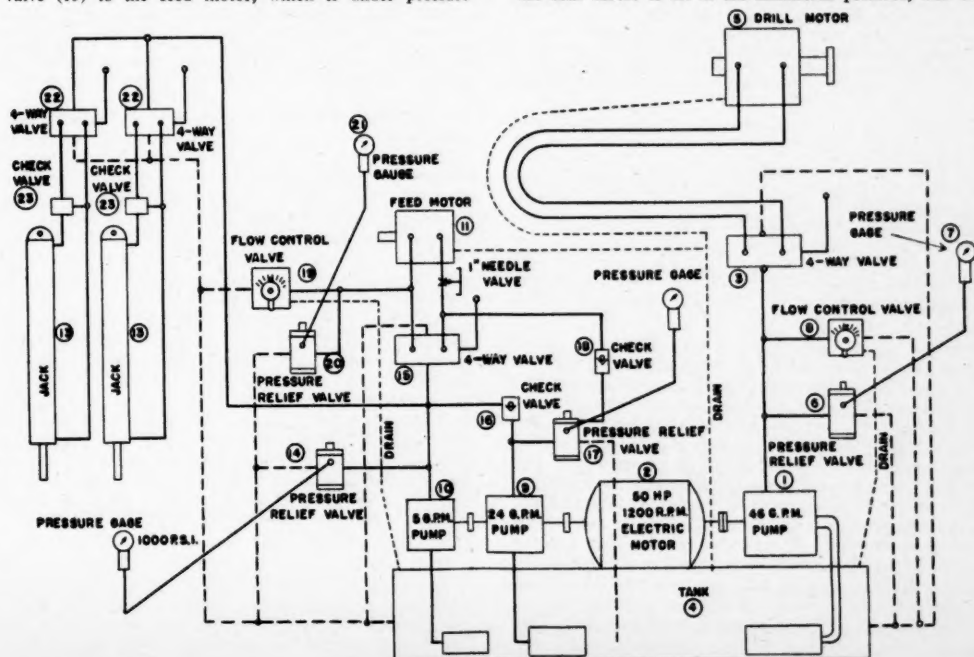 valve (19) to the feed motor, which is under pressure
5 DRILL MOTOR
22
22
4-WAY
VALVE
4-WAY
VALVE
21
PRESSURE
GAUGE
CHECK
VALVE
23
CHECK
VALVE
23
FEED MOTOR
11
PRESSURE
GAGE
7
FLOW CONTROL
VALVE
19
1" NEEDLE
VALVE
PRESSURE GAGE
3
4-WAY VALVE
13
JACK
13
JACK
20
PRESSURE
RELIEF VALVE
15
4-WAY VALVE
18
CHECK
VALVE
FLOW CONTROL VALVE
8
CHECK
VALVE
16
DRAIN
DRAIN
6
PRESSURE
RELIEF VALVE
DRAIN
PRESSURE RELIEF
VALVE
17
14
PRESSURE
RELIEF VALVE
PRESSURE GAGE
1000 P.S.I.
10
5 G.P.M.
PUMP
9
24 G.P.M.
PUMP
2
50 HP
1200 R.P.M.
ELECTRIC
MOTOR
1
46 G.P.M.
PUMP
TANK
4